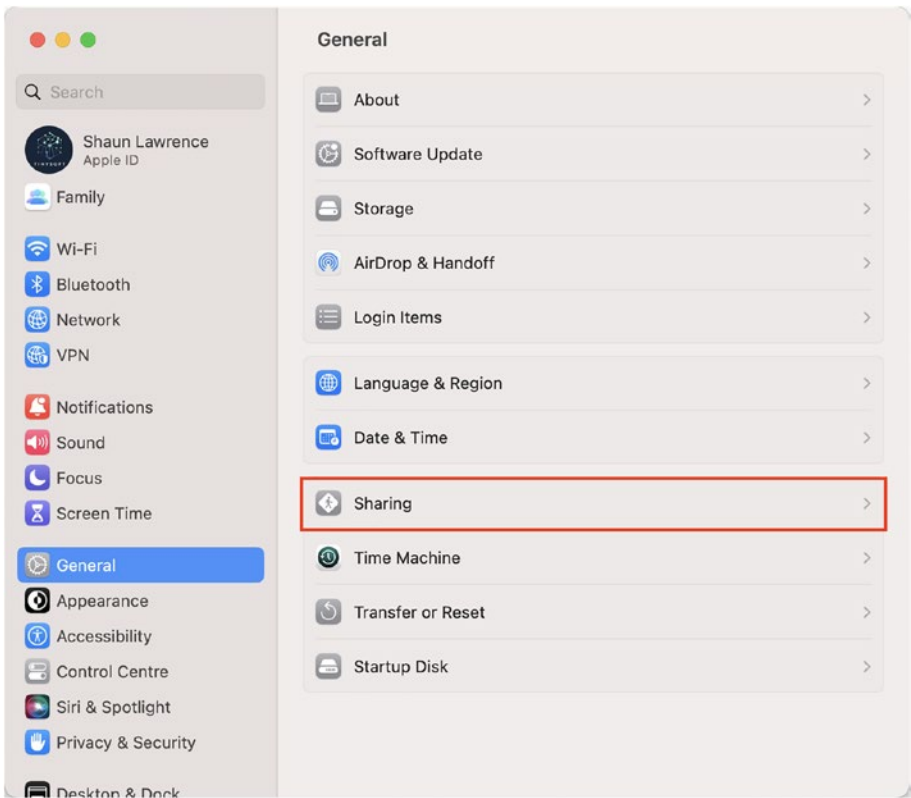 General
Search
Shaun Lawrence
Apple ID
Family
Wi-Fi
Bluetooth
Network
VPN
Notifications
Sound
Focus
Screen Time
General
Appearance
Accessibility
Control Centre
Siri & Spotlight
Privacy & Security
Desktop & Dock
About
Software Update
Storage
AirDrop & Handoff
Login Items
Language & Region
Date & Time
Sharing
Time Machine
Transfer or Reset
Startup Disk